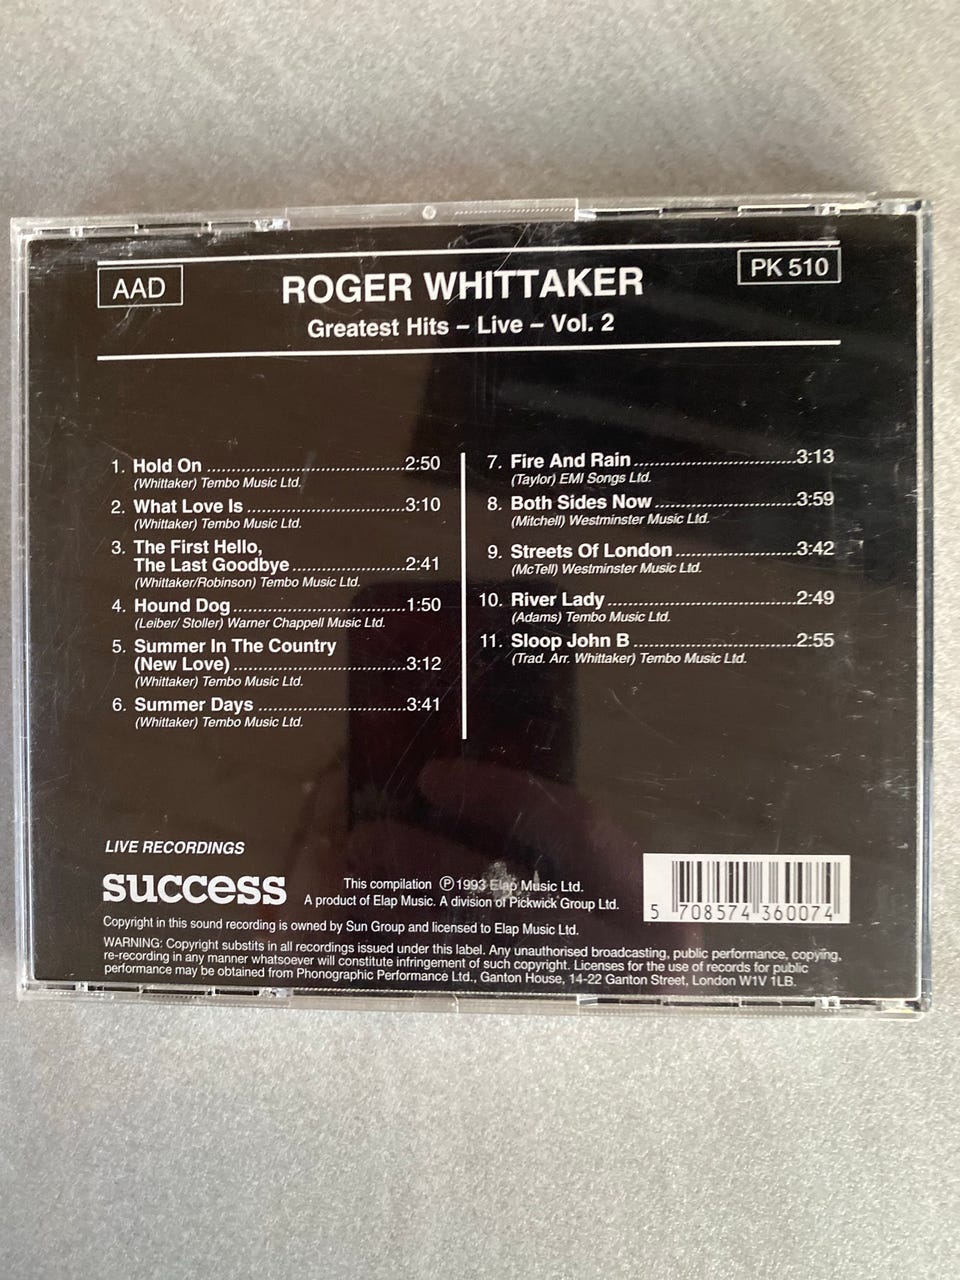 AAD
ROGER WHITTAKER
PK 510
Greatest Hits – Live – Vol. 2
1. Hold On ........................................2:50
(Whittaker) Tembo Music Ltd.
2. What Love Is ................................3:10
(Whittaker) Tembo Music Ltd.
3. The First Hello,
The Last Goodbye.......................2:41
(Whittaker/Robinson) Tembo Music Ltd.
4. Hound Dog...................................1:50
(Leiber/ Stoller) Warner Chappell Music Ltd.
5. Summer In The Country
(New Love)...................................3:12
(Whittaker) Tembo Music Ltd.
6. Summer Days ..............................3:41
(Whittaker) Tembo Music Ltd.
7. Fire And Rain.................................3:13
(Taylor) EMI Songs Ltd.
8. Both Sides Now.............................3:59
(Mitchell) Westminster Music Ltd.
9. Streets Of London.........................3:42
(McTell) Westminster Music Ltd.
10. River Lady......................................2:49
(Adams) Tembo Music Ltd.
11. Sloop John B .................................2:55
(Trad. Arr. Whittaker) Tembo Music Ltd.
LIVE RECORDINGS
success
This compilation ℗ 1993 Elap Music Ltd.
A product of Elap Music. A division of Pickwick Group Ltd.
5 708574 360074
Copyright in this sound recording is owned by Sun Group and licensed to Elap Music Ltd.
WARNING: Copyright substits in all recordings issued under this label. Any unauthorised broadcasting, public performance, copying,
re-recording in any manner whatsoever will constitute infringement of such copyright. Licenses for the use of records for public
performance may be obtained from Phonographic Performance Ltd., Ganton House, 14-22 Ganton Street, London W1V 1LB.